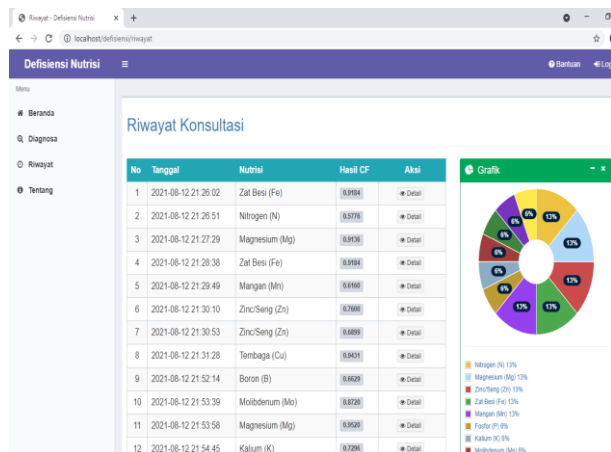 Riwayat - Defisiensi Nutrisi
localhost/defisiensi/riwayat
Defisiensi Nutrisi
Bantuan
Menu
Beranda
Diagnosa
Riwayat
Tentang
Riwayat Konsultasi
No Tanggal Nutrisi Hasil CF Aksi
1 2021-08-12 21:26:02 Zat Besi (Fe) 0.9184 Detail
2 2021-08-12 21:26:51 Nitrogen (N) 0.5776 Detail
3 2021-08-12 21:27:29 Magnesium (Mg) 0.9136 Detail
4 2021-08-12 21:28:38 Zat Besi (Fe) 0.9184 Detail
5 2021-08-12 21:29:49 Mangan (Mn) 0.6160 Detail
6 2021-08-12 21:30:10 Zinc/Seng (Zn) 0.7600 Detail
7 2021-08-12 21:30:53 Zinc/Seng (Zn) Detail
8 2021-08-12 21:31:28 Tembaga (Cu) 0.9431 Detail
9 2021-08-12 21:52:14 Boron (B) 0.6629 Detail
10 2021-08-12 21:53:39 Molibdenum (Mo) 0.8720 Detail
11 2021-08-12 21:53:58 Magnesium (Mg) 0.9520 Detail
12 2021-08-12 21:54:45 Kalium (K) 0.7296 Detail
Grafik
6% 13%
6%
6% 13%
6%
6% 13%
6%
13% 13%
Nitrogen (N) 13%
Magnesium (Mg) 13%
Zinc/Seng (Zn) 13%
Zat Besi (Fe) 13%
Mangan (Mn) 13%
Fosfor (P) 6%
Kalium (K) 6%
Molibdenum (Mo) 6%